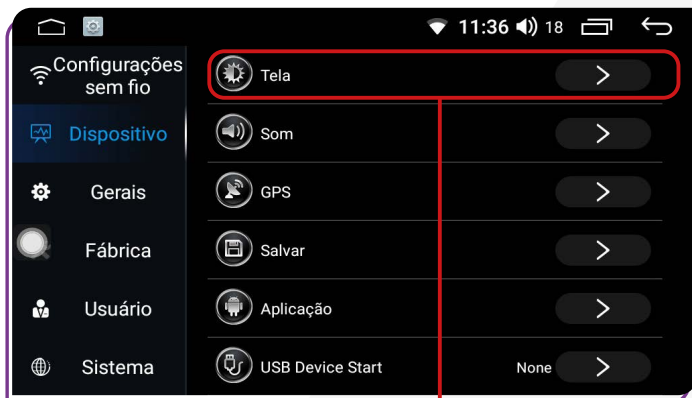 11:36 18
Configurações
sem fio
Dispositivo
Gerais
Fábrica
Usuário
Sistema
Tela
Som
GPS
Salvar
Aplicação
USB Device Start None